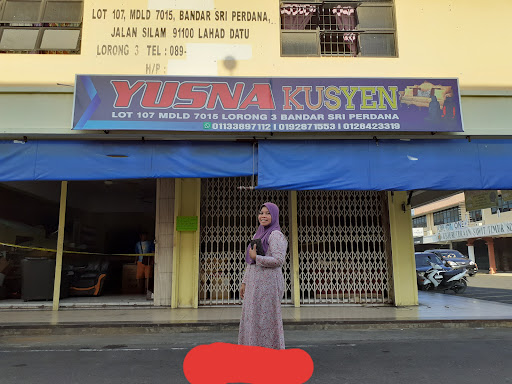 LOT 107, MDLD 7015, BANDAR SRI PERDANA,
JALAN SILAM 91100 LAHAD DATU
LORONG 3 TEL : 089-
H/P :
YUSNA KUSYEN
LOT 107 MDLD 7015 LORONG 3 BANDAR SRI PERDANA
01133897112 / 0192871553 / 0128423319